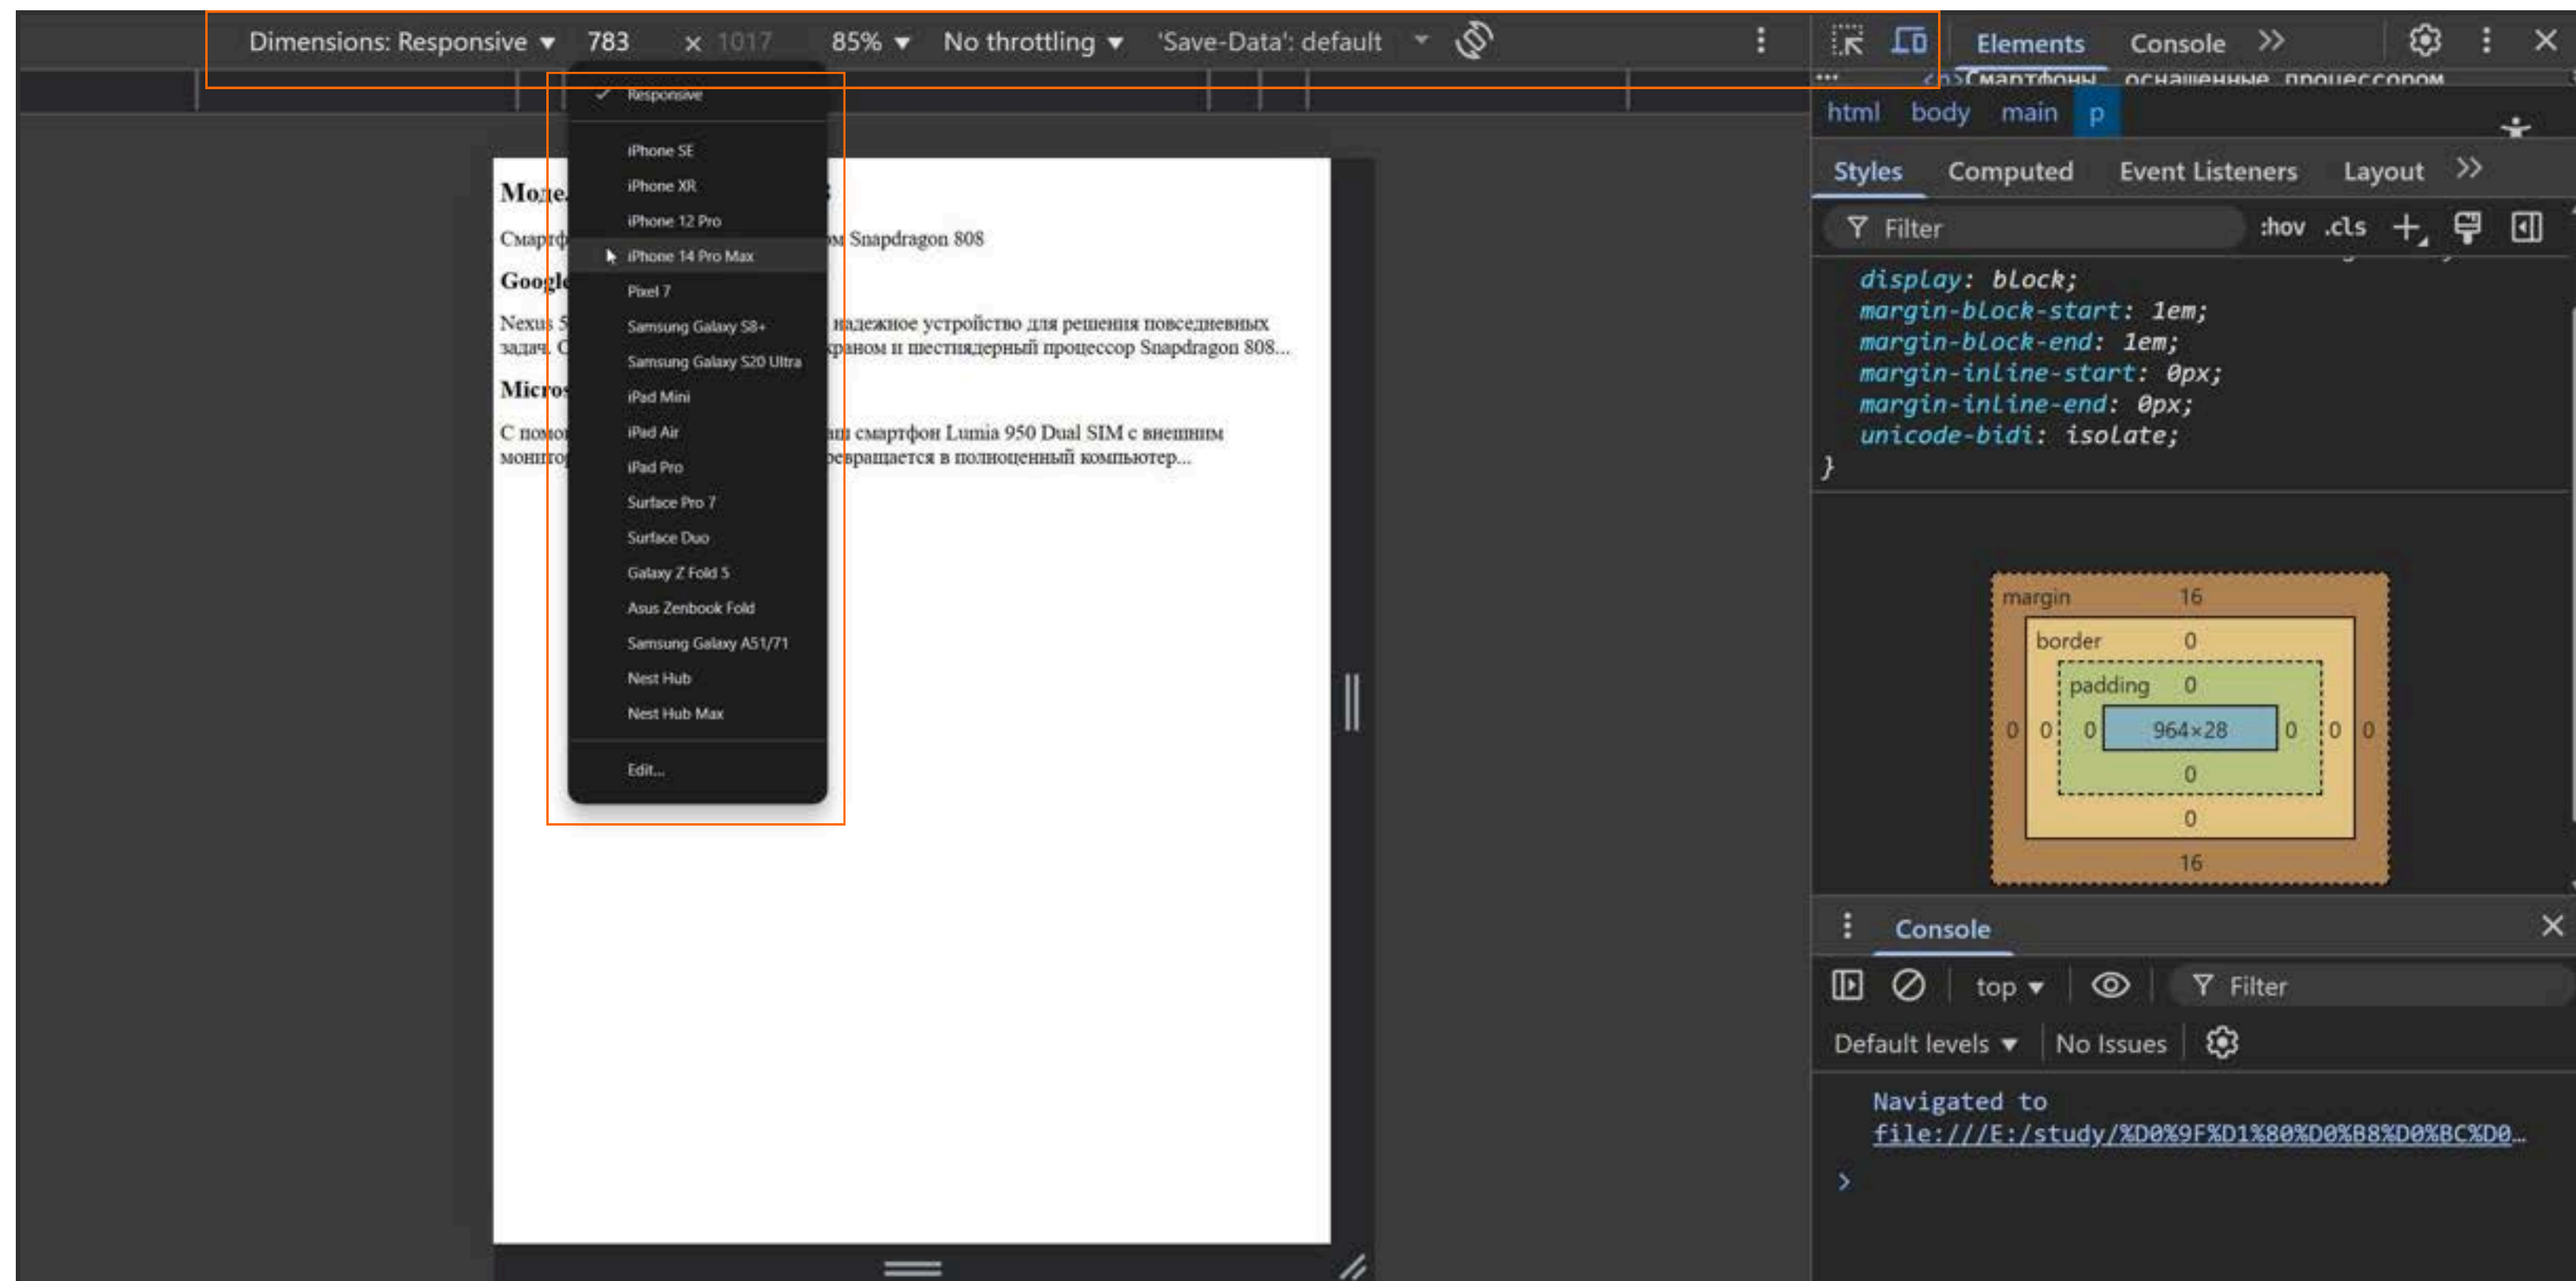 Dimensions: Responsive 783 × 1017 85% No throttling 'Save-Data': default
Responsive
iPhone SE
iPhone XR
iPhone 12 Pro
iPhone 14 Pro Max
Pixel 7
Samsung Galaxy S8+
Samsung Galaxy S20 Ultra
iPad Mini
iPad Air
iPad Pro
Surface Pro 7
Surface Duo
Galaxy Z Fold 5
Asus Zenbook Fold
Samsung Galaxy A51/71
Nest Hub
Nest Hub Max
Edit...
Snapdragon 808
Nexus 5 надежное устройство для решения повседневных
задач. шестиядерный процессор Snapdragon 808...
С смартфон Lumia 950 Dual SIM с внешним
в полноценный компьютер...
Elements Console
<p>Смартфоны, оснащенные процессором
html body main p
Styles Computed Event Listeners Layout
Filter :hov .cls
display: block;
margin-block-start: 1em;
margin-block-end: 1em;
margin-inline-start: 0px;
margin-inline-end: 0px;
unicode-bidi: isolate;
}
margin 16
border 0
padding 0
0 0 0 964×28 0 0 0
0
0
16
Console
top Filter
Default levels No Issues
Navigated to
file:///E:/study/%D0%9F%D1%80%D0%B8%D0%BC%D0…